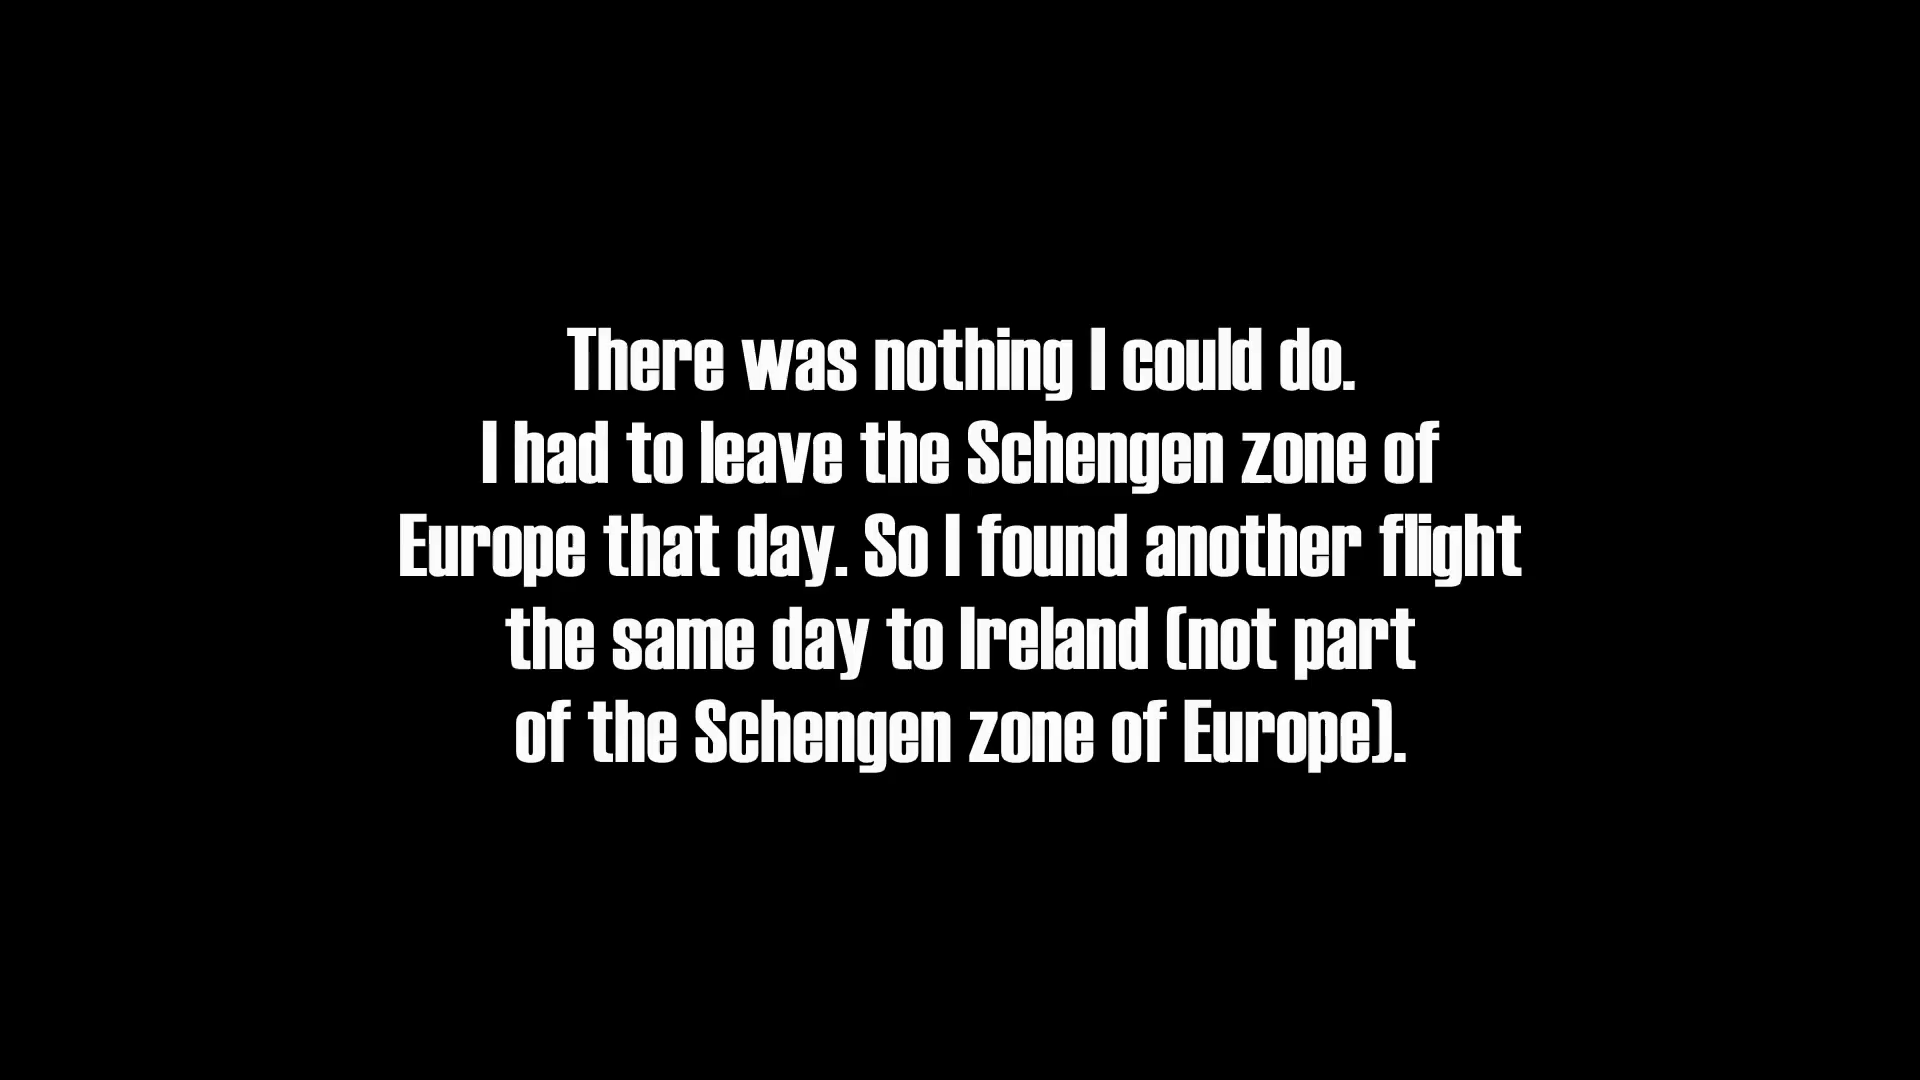 There was nothing I could do.
I had to leave the Schengen zone of
Europe that day. So I found another flight
the same day to Ireland (not part
of the Schengen zone of Europe).